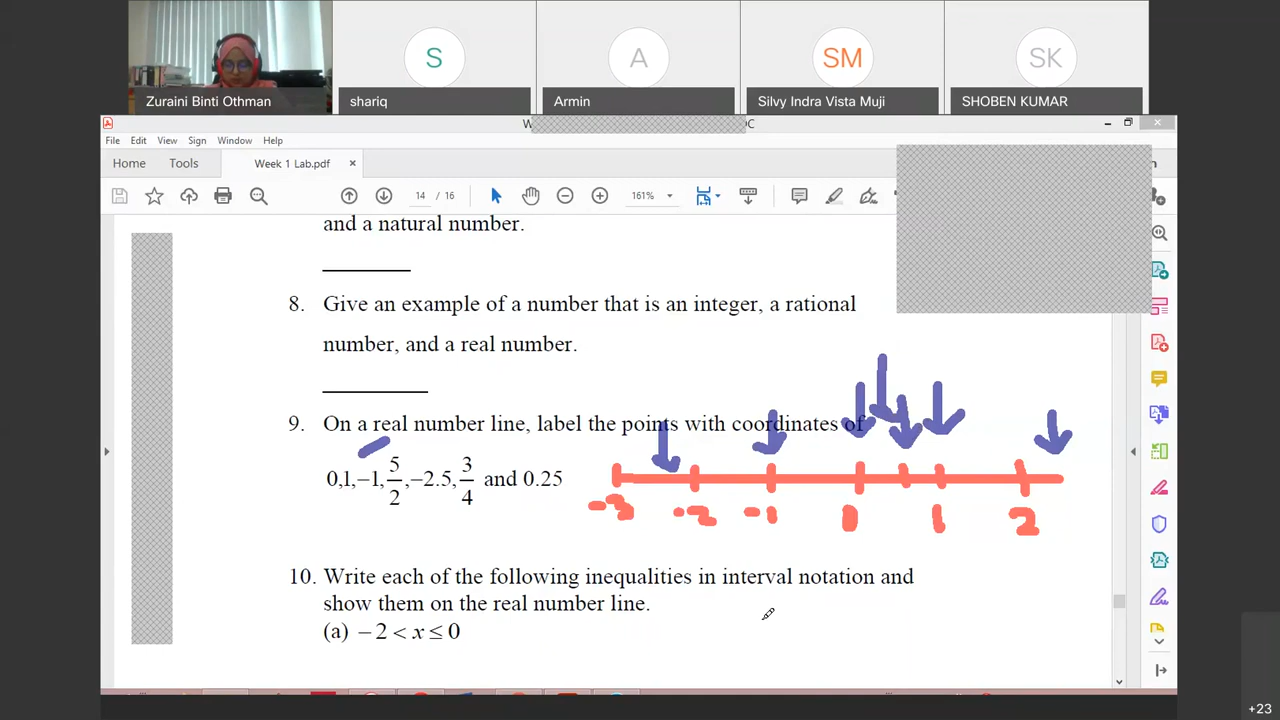 S
A
SM
SK
Zuraini Binti Othman
shariq
Armin
Silvy Indra Vista Muji
SHOBEN KUMAR
File Edit View Sign Window Help
Home Tools Week 1 Lab.pdf ×
14 / 16 161%
and a natural number.
8. Give an example of a number that is an integer, a rational
number, and a real number.
9. On a real number line, label the points with coordinates of
0,1,−1,5/2,−2.5,3/4 and 0.25
-3 -2 -1 0 1 2
10. Write each of the following inequalities in interval notation and
show them on the real number line.
(a) −2 < x ≤ 0
+23